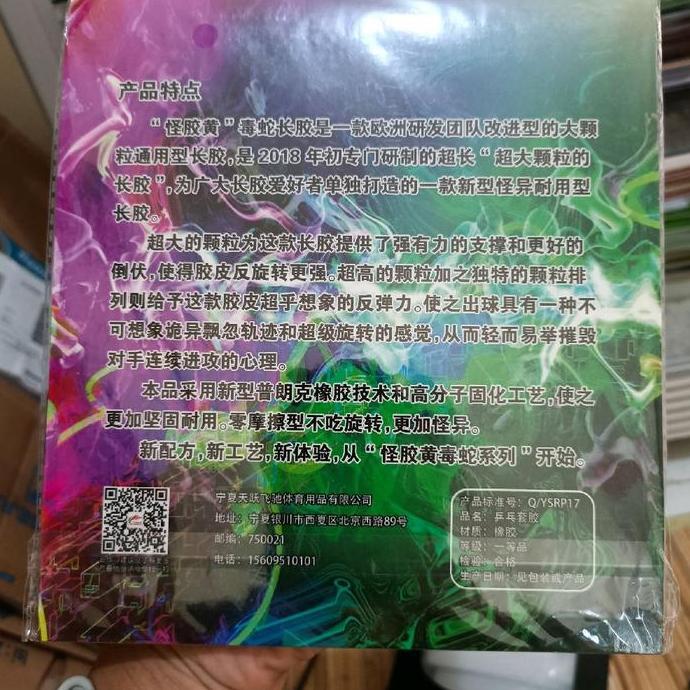 产品特点
“怪胶黄”毒蛇长胶是一款欧洲研发团队改进型的大颗
粒通用型长胶，是2018年初专门研制的超长“超大颗粒的
长胶”，为广大长胶爱好者单独打造的一款新型怪异耐用型
长胶。
超大的颗粒为这款长胶提供了强有力的支撑和更好的
倒伏，使得胶皮反旋转更强。超高的颗粒加之独特的颗粒排
列则给予这款胶皮超乎想象的反弹力。使之出球具有一种不
可想象诡异飘忽轨迹和超级旋转的感觉，从而轻而易举摧毁
对手连续进攻的心理。
本品采用新型普朗克橡胶技术和高分子固化工艺，使之
更加坚固耐用。零摩擦型不吃旋转，更加怪异。
新配方，新工艺，新体验，从“怪胶黄毒蛇系列”开始。
宁夏天跃飞驰体育用品有限公司
地址：宁夏银川市西夏区北京西路89号
邮编：750021
电话：15609510101
产品标准号：Q/YSRP17
品名：乒乓套胶
材质：橡胶
等级：一等品
检验：合格
生产日期：见包装或产品